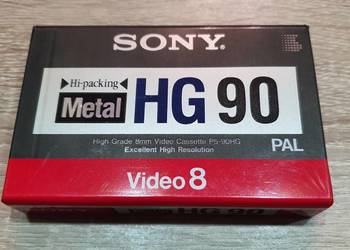 SONY
Hi-packing
Metal
HG 90
High Grade 8mm Video Cassette P5-90HG
Excellent High Resolution
PAL
Video 8